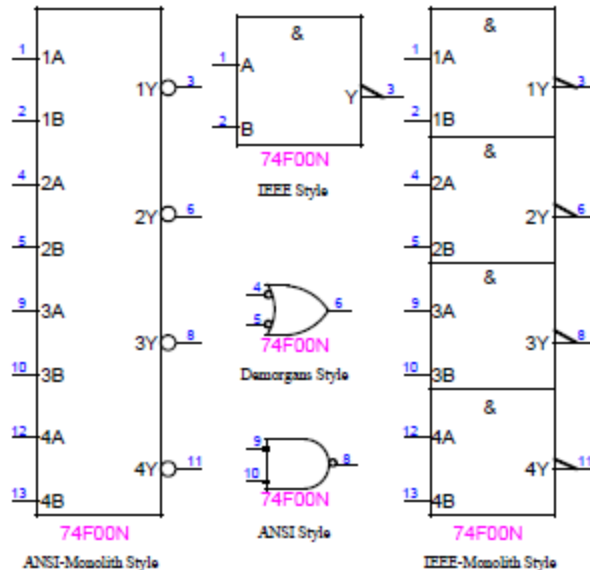 1 1A
1Y 3
2 1B
4 2A
2Y 6
5 2B
9 3A
3Y 8
10 3B
12 4A
4Y 11
13 4B
74F00N
ANSI-Monolith Style
&
1 A
Y 3
2 B
74F00N
IEEE Style
4
6
5
74F00N
Demorgans Style
9
8
10
74F00N
ANSI Style
&
1 1A
1Y 3
2 1B
&
4 2A
2Y 6
5 2B
&
9 3A
3Y 8
10 3B
&
12 4A
4Y 11
13 4B
74F00N
IEEE-Monolith Style